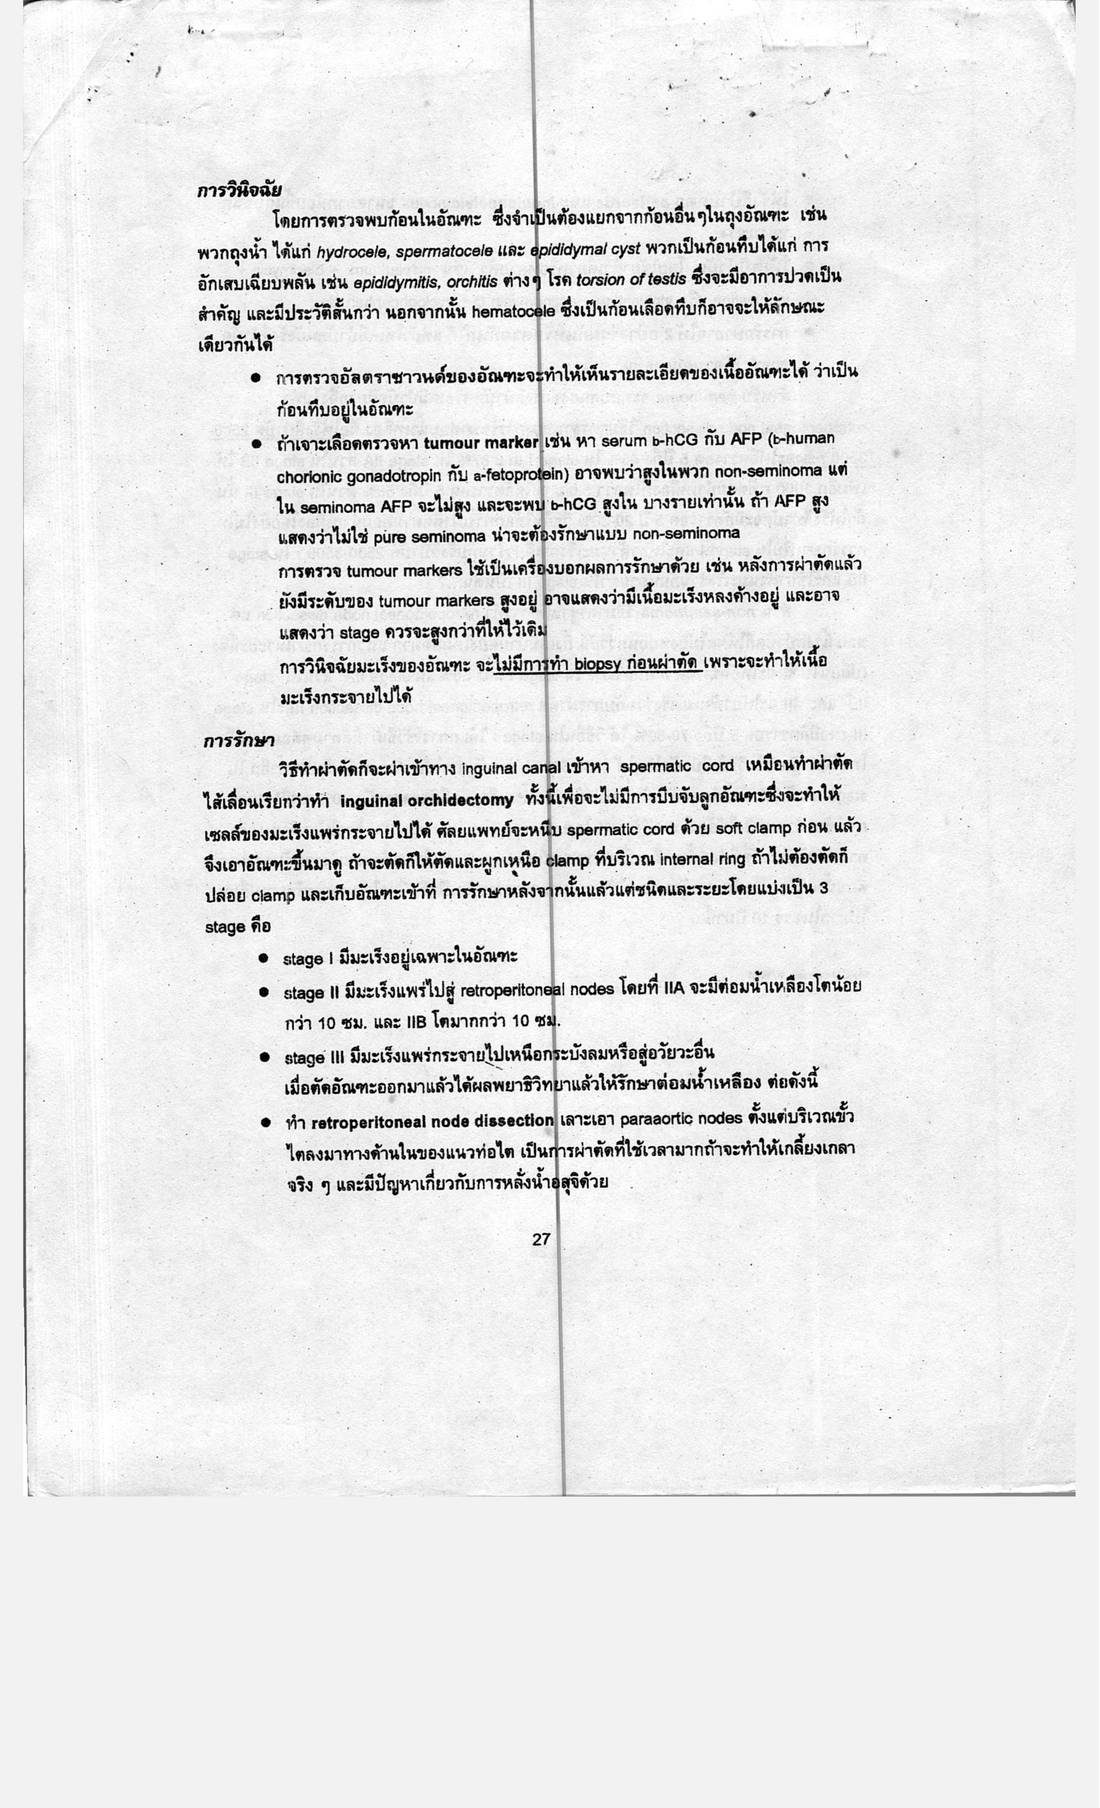 การวินิจฉัย
โดยการตรวจพบก้อนในอัณฑะ ซึ่งจำเป็นต้องแยกจากก้อนอื่นๆในถุงอัณฑะ เช่น
พวกถุงน้ำ ได้แก่ hydrocele, spermatocele และ epididymal cyst พวกเป็นก้อนทึบได้แก่ การ
อักเสบเฉียบพลัน เช่น epididymitis, orchitis ต่างๆ โรค torsion of testis ซึ่งจะมีอาการปวดเป็น
สำคัญ และมีประวัติสั้นกว่า นอกจากนั้น hematocele ซึ่งเป็นก้อนเลือดทึบก็อาจจะให้ลักษณะ
เดียวกันได้
● การตรวจอัลตราซาวนด์ของอัณฑะจะทำให้เห็นรายละเอียดของเนื้ออัณฑะได้ ว่าเป็น
ก้อนทึบอยู่ในอัณฑะ
● ถ้าเจาะเลือดตรวจหา tumour marker เช่น หา serum b-hCG กับ AFP (b-human
chorionic gonadotropin กับ a-fetoprotein) อาจพบว่าสูงในพวก non-seminoma แต่
ใน seminoma AFP จะไม่สูง และจะพบ b-hCG สูงใน บางรายเท่านั้น ถ้า AFP สูง
แสดงว่าไม่ใช่ pure seminoma น่าจะต้องรักษาแบบ non-seminoma
การตรวจ tumour markers ใช้เป็นเครื่องบอกผลการรักษาด้วย เช่น หลังการผ่าตัดแล้ว
ยังมีระดับของ tumour markers สูงอยู่ อาจแสดงว่ามีเนื้อมะเร็งหลงค้างอยู่ และอาจ
แสดงว่า stage ควรจะสูงกว่าที่ให้ไว้เดิม
การวินิจฉัยมะเร็งของอัณฑะ จะไม่มีการทำ biopsy ก่อนผ่าตัด เพราะจะทำให้เนื้อ
มะเร็งกระจายไปได้
การรักษา
วิธีทำผ่าตัดก็จะผ่าเข้าทาง inguinal canal เข้าหา spermatic cord เหมือนทำผ่าตัด
ไส้เลื่อนเรียกว่าทำ inguinal orchidectomy ทั้งนี้เพื่อจะไม่มีการบีบจับลูกอัณฑะซึ่งจะทำให้
เซลล์ของมะเร็งแพร่กระจายไปได้ ศัลยแพทย์จะหนีบ spermatic cord ด้วย soft clamp ก่อน แล้ว
จึงเอาอัณฑะขึ้นมาดู ถ้าจะตัดก็ให้ตัดและผูกเหนือ clamp ที่บริเวณ internal ring ถ้าไม่ต้องตัดก็
ปล่อย clamp และเก็บอัณฑะเข้าที่ การรักษาหลังจากนั้นแล้วแต่ชนิดและระยะโดยแบ่งเป็น 3
stage คือ
● stage I มีมะเร็งอยู่เฉพาะในอัณฑะ
● stage II มีมะเร็งแพร่ไปสู่ retroperitoneal nodes โดยที่ IIA จะมีต่อมน้ำเหลืองโตน้อย
กว่า 10 ซม. และ IIB โตมากกว่า 10 ซม.
● stage III มีมะเร็งแพร่กระจายไปเหนือกระบังลมหรือสู่อวัยวะอื่น
เมื่อตัดอัณฑะออกมาแล้วได้ผลพยาธิวิทยาแล้วให้รักษาต่อมน้ำเหลือง ต่อดังนี้
● ทำ retroperitoneal node dissection เลาะเอา paraaortic nodes ตั้งแต่บริเวณขั้ว
ไตลงมาทางด้านในของแนวท่อไต เป็นการผ่าตัดที่ใช้เวลามากถ้าจะทำให้เกลี้ยงเกลา
จริง ๆ และมีปัญหาเกี่ยวกับการหลั่งน้ำอสุจิด้วย
27